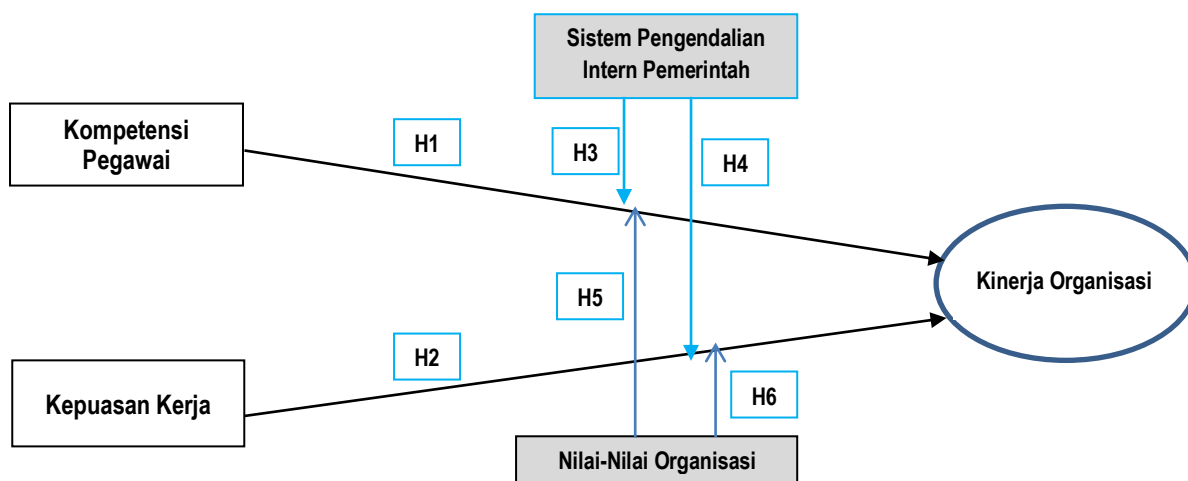 Sistem Pengendalian
Intern Pemerintah
Kompetensi
Pegawai
H1
H3
H4
H5
Kinerja Organisasi
H2
H6
Kepuasan Kerja
Nilai-Nilai Organisasi